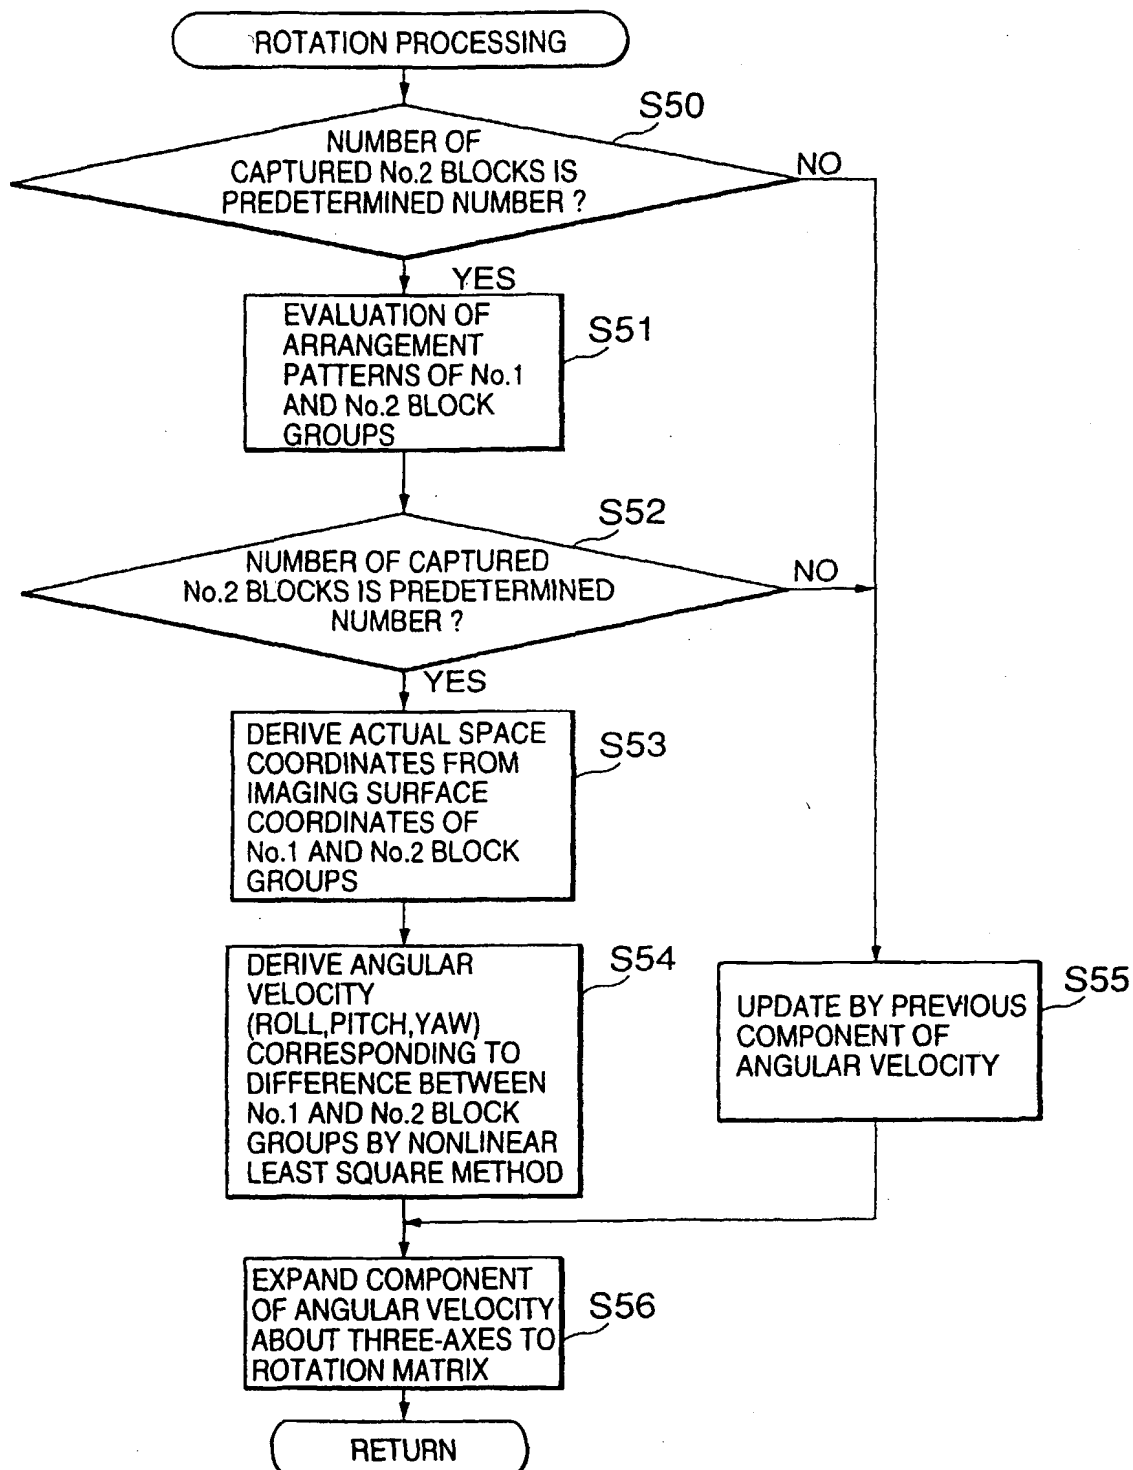 ROTATION PROCESSING
S50
NUMBER OF
CAPTURED No.2 BLOCKS IS
PREDETERMINED NUMBER ?
NO
YES
EVALUATION OF
ARRANGEMENT
PATTERNS OF No.1
AND No.2 BLOCK
GROUPS
S51
S52
NUMBER OF CAPTURED
No.2 BLOCKS IS PREDETERMINED
NUMBER ?
NO
YES
DERIVE ACTUAL SPACE
COORDINATES FROM
IMAGING SURFACE
COORDINATES OF
No.1 AND No.2 BLOCK
GROUPS
S53
DERIVE ANGULAR
VELOCITY
(ROLL,PITCH,YAW)
CORRESPONDING TO
DIFFERENCE BETWEEN
No.1 AND No.2 BLOCK
GROUPS BY NONLINEAR
LEAST SQUARE METHOD
S54
UPDATE BY PREVIOUS
COMPONENT OF
ANGULAR VELOCITY
S55
EXPAND COMPONENT
OF ANGULAR VELOCITY
ABOUT THREE-AXES TO
ROTATION MATRIX
S56
RETURN